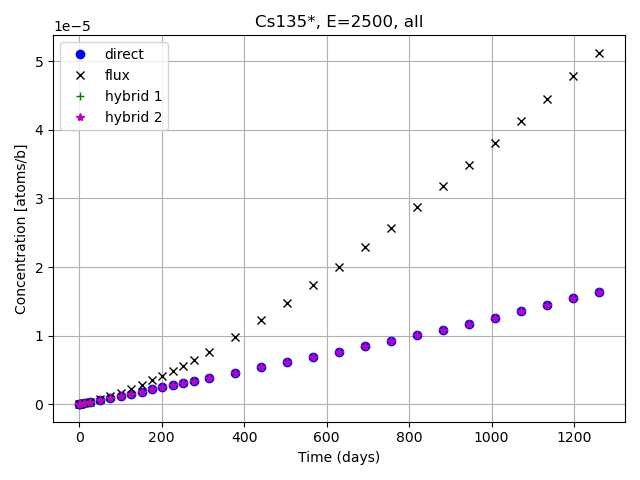 Cs135*, E=2500, all
1e−5
direct
flux
hybrid 1
hybrid 2
5
4
3
2
1
0
Concentration [atoms/b]
0 200 400 600 800 1000 1200
Time (days)